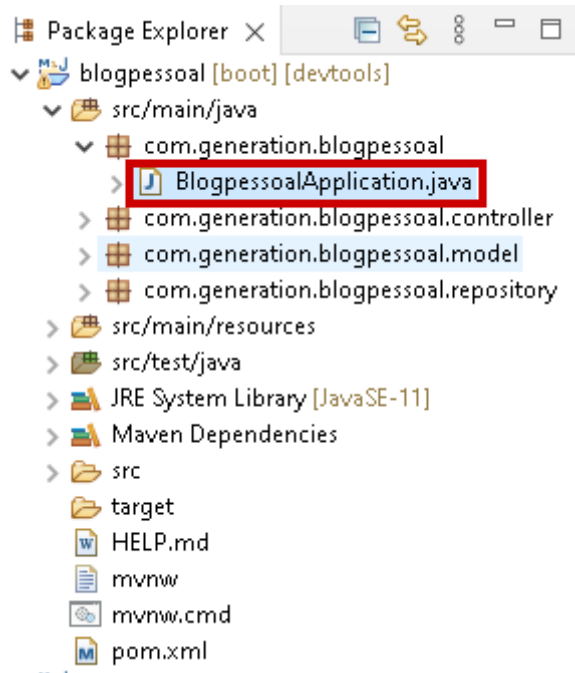 Package Explorer
blogpessoal [boot] [devtools]
src/main/java
com.generation.blogpessoal
BlogpessoalApplication.java
com.generation.blogpessoal.controller
com.generation.blogpessoal.model
com.generation.blogpessoal.repository
src/main/resources
src/test/java
JRE System Library [JavaSE-11]
Maven Dependencies
src
target
HELP.md
mvnw
mvnw.cmd
pom.xml